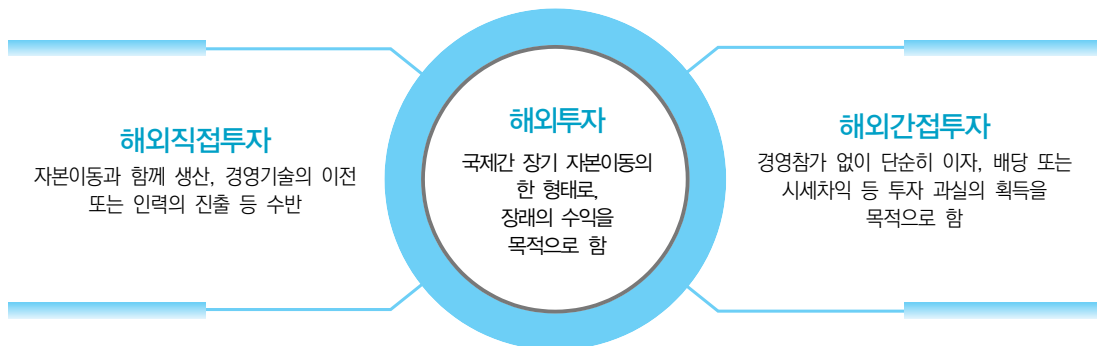 해외직접투자
자본이동과 함께 생산, 경영기술의 이전
또는 인력의 진출 등 수반
해외투자
국제간 장기 자본이동의
한 형태로,
장래의 수익을
목적으로 함
해외간접투자
경영참가 없이 단순히 이자, 배당 또는
시세차익 등 투자 과실의 획득을
목적으로 함